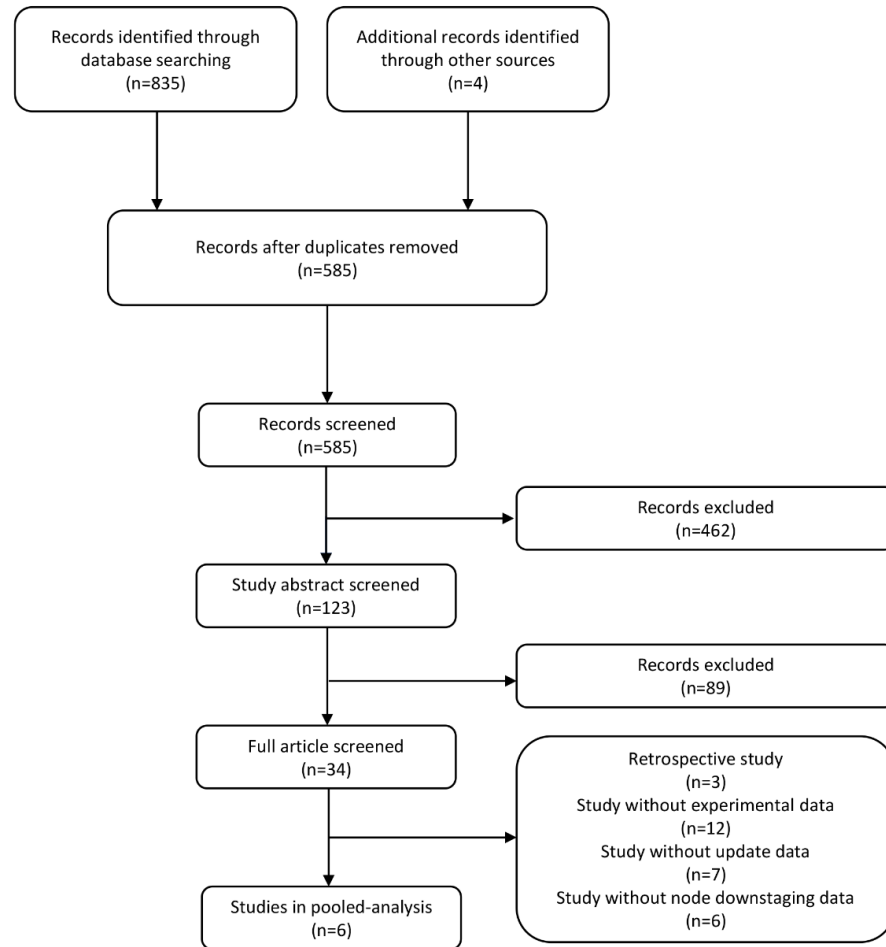 Records identified through
database searching
(n=835)
Additional records identified
through other sources
(n=4)
Records after duplicates removed
(n=585)
Records screened
(n=585)
Records excluded
(n=462)
Study abstract screened
(n=123)
Records excluded
(n=89)
Full article screened
(n=34)
Retrospective study
(n=3)
Study without experimental data
(n=12)
Study without update data
(n=7)
Study without node downstaging data
(n=6)
Studies in pooled-analysis
(n=6)